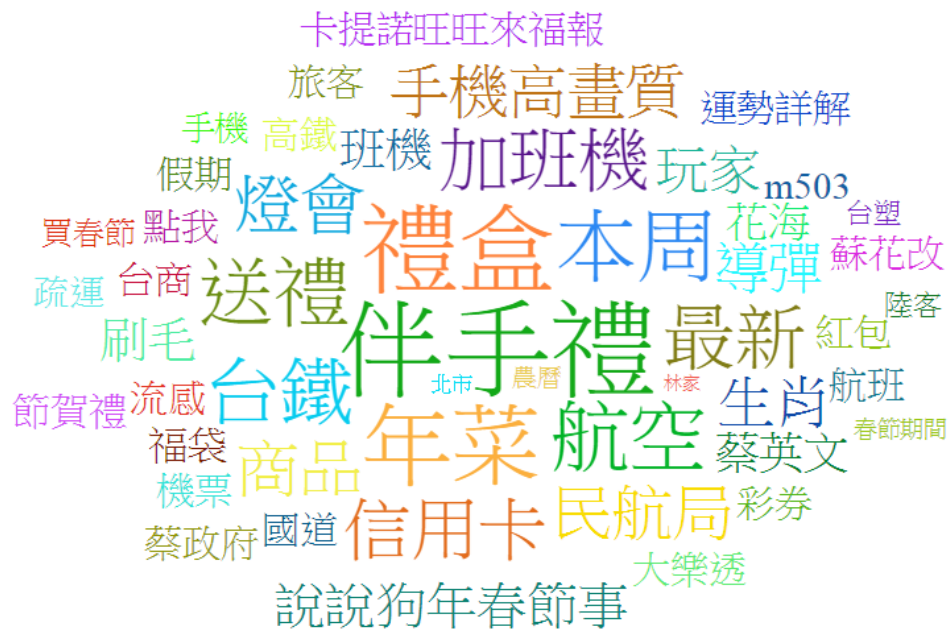 卡提諾旺旺來福報
旅客
手機高畫質
運勢詳解
手機
高鐵
班機
加班機
玩家
假期
燈會
m503
禮盒
本周
花海
台塑
賈春節
點我
導彈
蘇花改
疏運
台商
送禮
伴手禮
最新
陸客
刷毛
紅包
台鐵
北市
農曆
林家
生肖
航班
節賀禮
流感
年菜
航空
春節期間
福袋
商品
蔡英文
機票
信用卡
民航局
彩券
蔡政府
國道
大樂透
說說狗年春節事